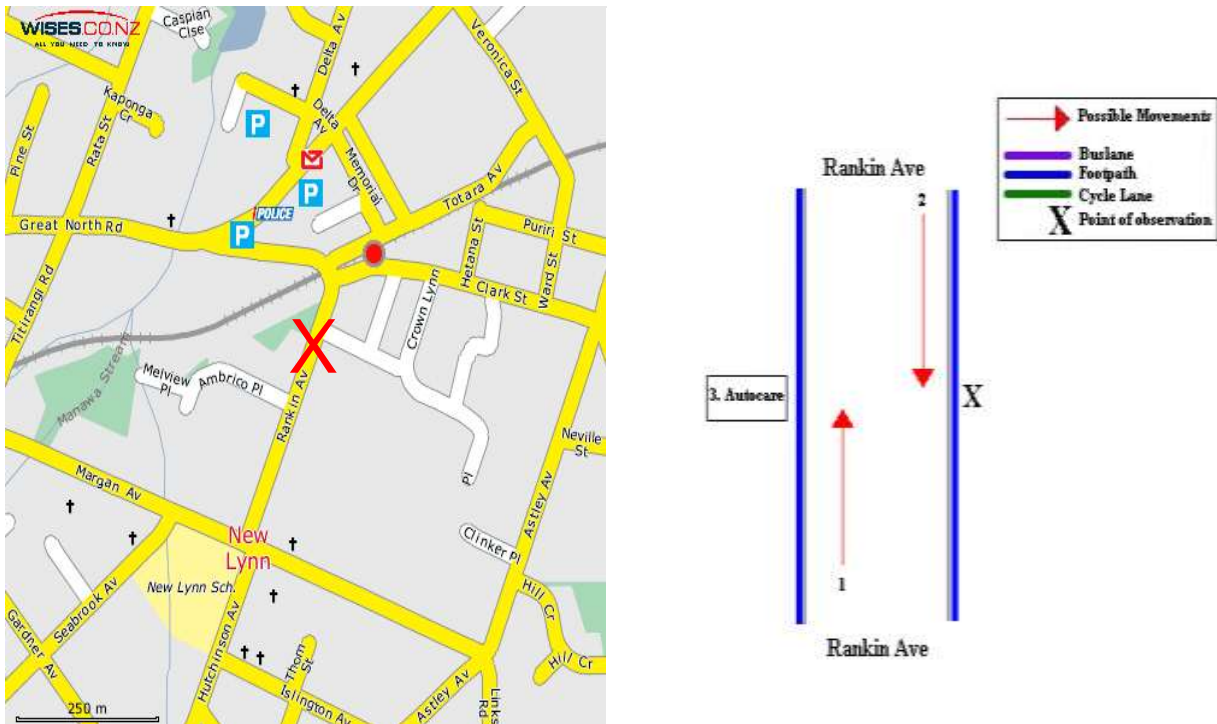 WISES.CO.NZ
ALL YOU NEED TO KNOW
Caspian
Clse
Delta Av
Veronica St
Kaponga
Cr
Pine St
Rata St
Delta
Av
P
Memorial
Dr
Totara Av
P
POLICE
P
Great North Rd
Hetana St
Puriri St
Ward St
Titirangi Rd
Clark St
Crown Lynn
X
Manawa Stream
Melview
Pl
Ambrico Pl
Rankin Av
Pl
Neville
St
Margan Av
New
Lynn
Astley Av
Clinker Pl
New Lynn Sch.
Seabrook Av
Hutchinson Av
Hill Cr
Gardner Av
Thom
St
Hill Cr
Islington Av
Astley Av
Links
Rd
250 m
Possible Movements
Buslane
Footpath
Cycle Lane
X Point of observation
Rankin Ave
2
3. Autocare
X
1
Rankin Ave